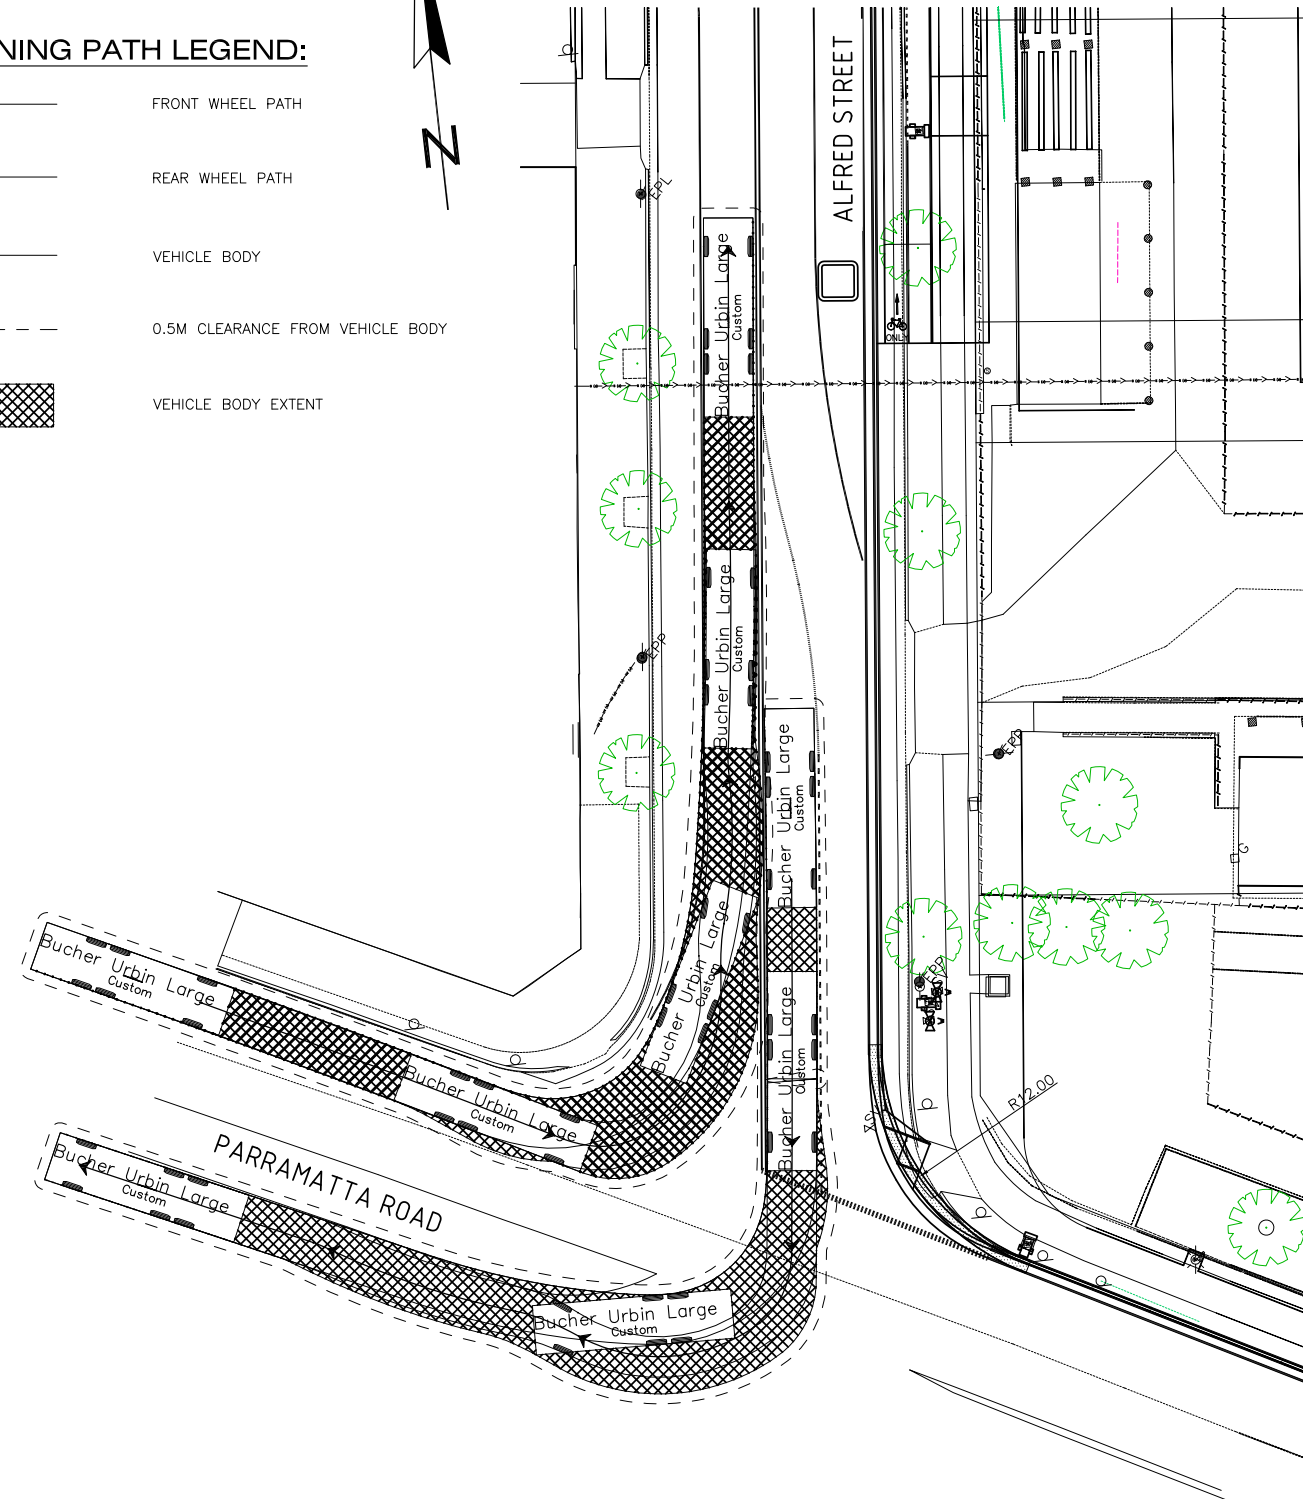 NING PATH LEGEND:
FRONT WHEEL PATH
REAR WHEEL PATH
VEHICLE BODY
0.5M CLEARANCE FROM VEHICLE BODY
VEHICLE BODY EXTENT
N
ALFRED STREET
EPL
Bucher Urbin Large
Custom
ONLY
Bucher Urbin Large
Custom
EPP
Bucher Urbin Large
Custom
EPP
G
Bucher Urbin Large
Custom
Bucher Urbin Large
Custom
EPP
Bucher Urbin Large
Custom
Bucher Urbin Large
Custom
R12.00
PARRAMATTA ROAD
Bucher Urbin Large
Custom
Bucher Urbin Large
Custom